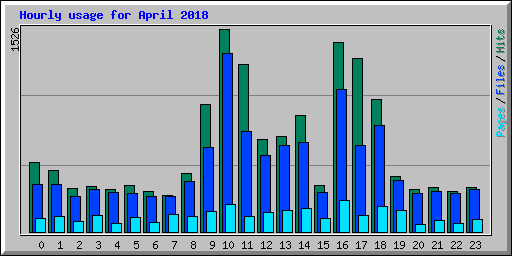 Hourly usage for April 2018
1526
Pages / Files / Hits
0 1 2 3 4 5 6 7 8 9 10 11 12 13 14 15 16 17 18 19 20 21 22 23